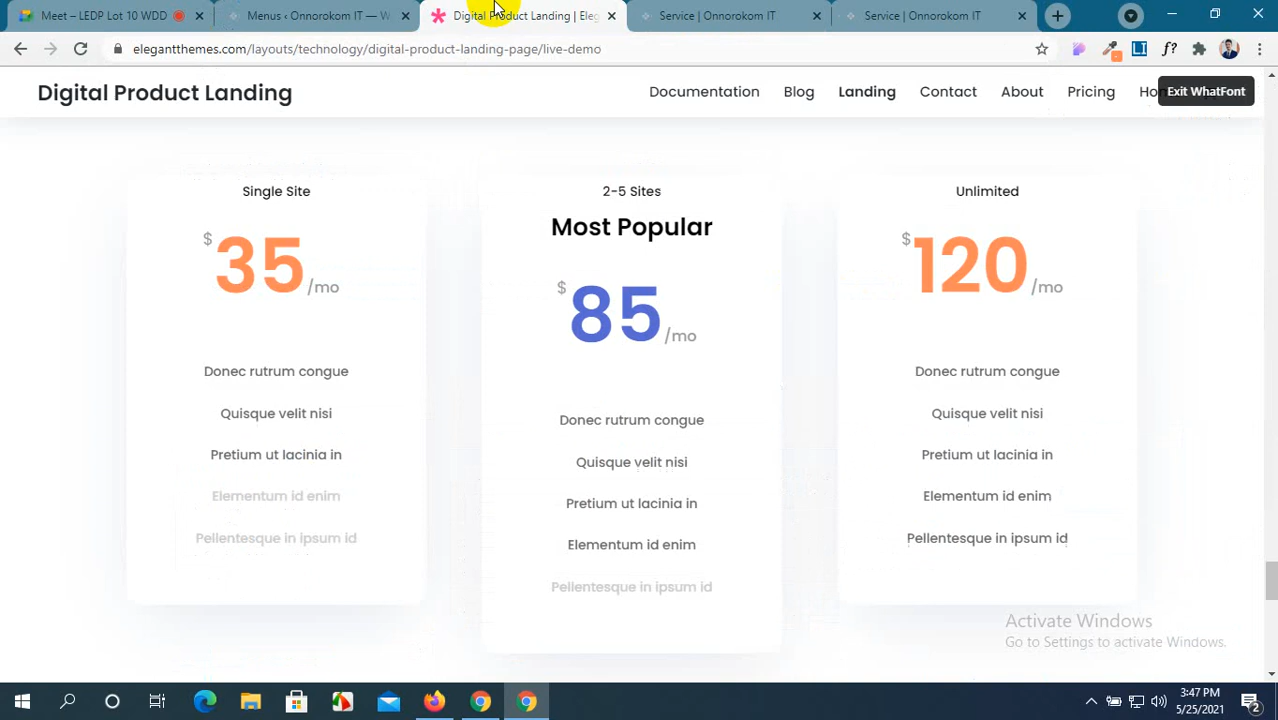 Meet – LEDP Lot 10 WDD
Menus ‹ Onnorokom IT — W
Digital Product Landing | Eleg
Service | Onnorokom IT
Service | Onnorokom IT
elegantthemes.com/layouts/technology/digital-product-landing-page/live-demo
f?
Digital Product Landing
Documentation
Blog
Landing
Contact
About
Pricing
Exit WhatFont
Single Site
$35/mo
Donec rutrum congue
Quisque velit nisi
Pretium ut lacinia in
Elementum id enim
Pellentesque in ipsum id
2-5 Sites
Most Popular
$85/mo
Donec rutrum congue
Quisque velit nisi
Pretium ut lacinia in
Elementum id enim
Pellentesque in ipsum id
Unlimited
$120/mo
Donec rutrum congue
Quisque velit nisi
Pretium ut lacinia in
Elementum id enim
Pellentesque in ipsum id
Activate Windows
Go to Settings to activate Windows.
3:47 PM
5/25/2021
2